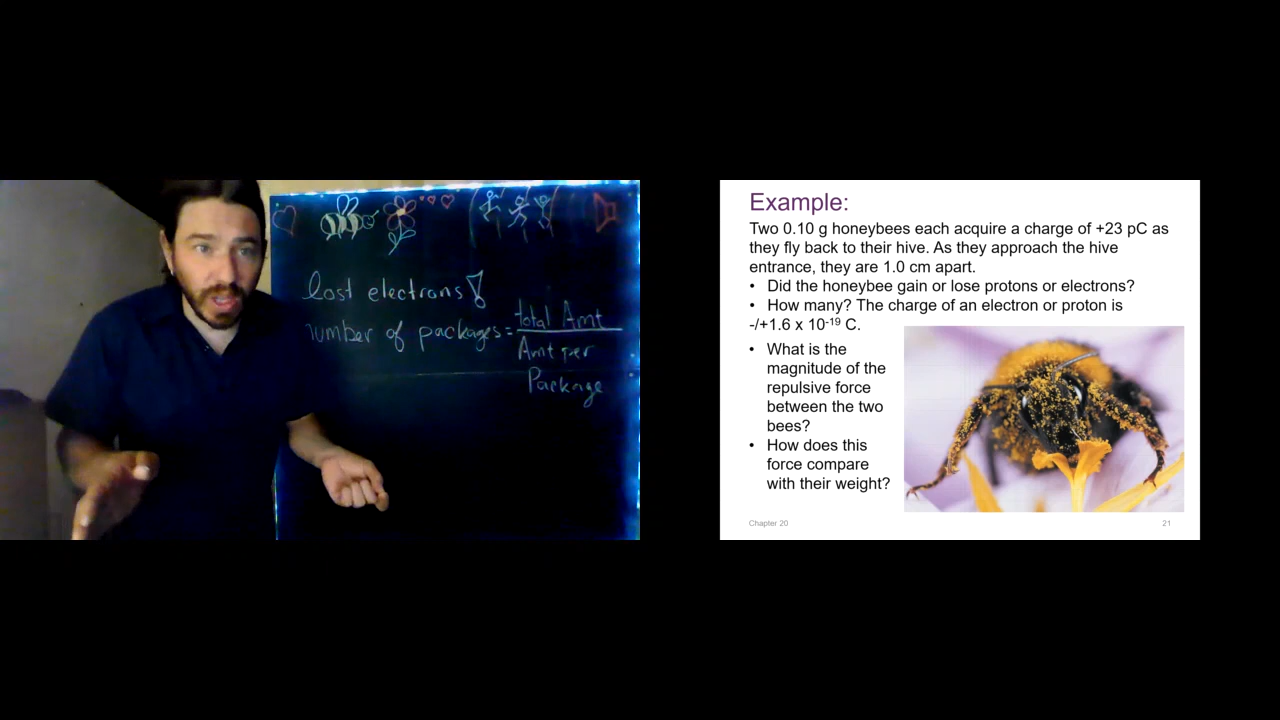 lost electrons!
number of packages = total Amt
Amt per
Package
Example:
Two 0.10 g honeybees each acquire a charge of +23 pC as
they fly back to their hive. As they approach the hive
entrance, they are 1.0 cm apart.
• Did the honeybee gain or lose protons or electrons?
• How many? The charge of an electron or proton is
-/+1.6 x 10⁻¹⁹ C.
• What is the
magnitude of the
repulsive force
between the two
bees?
• How does this
force compare
with their weight?
Chapter 20
21